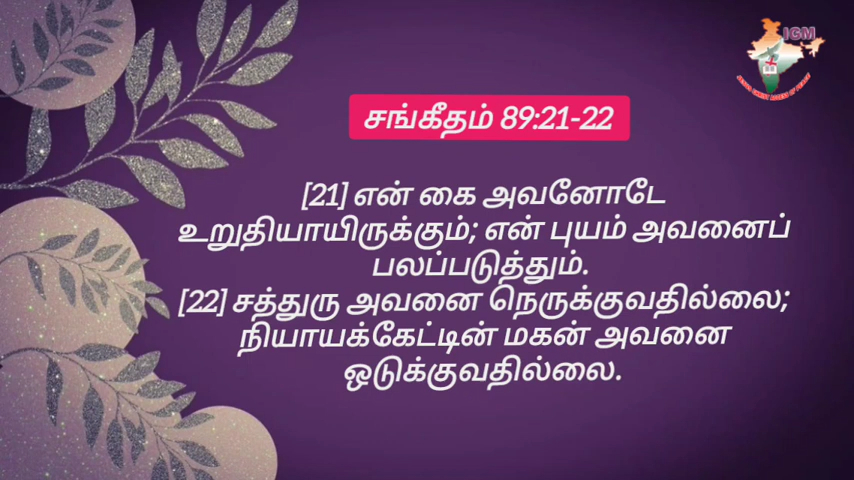 IGM
சங்கீதம் 89:21-22
[21] என் கை அவனோடே
உறுதியாயிருக்கும்; என் புயம் அவனைப்
பலப்படுத்தும்.
[22] சத்துரு அவனை நெருக்குவதில்லை;
நியாயக்கேட்டின் மகன் அவனை
ஒடுக்குவதில்லை.